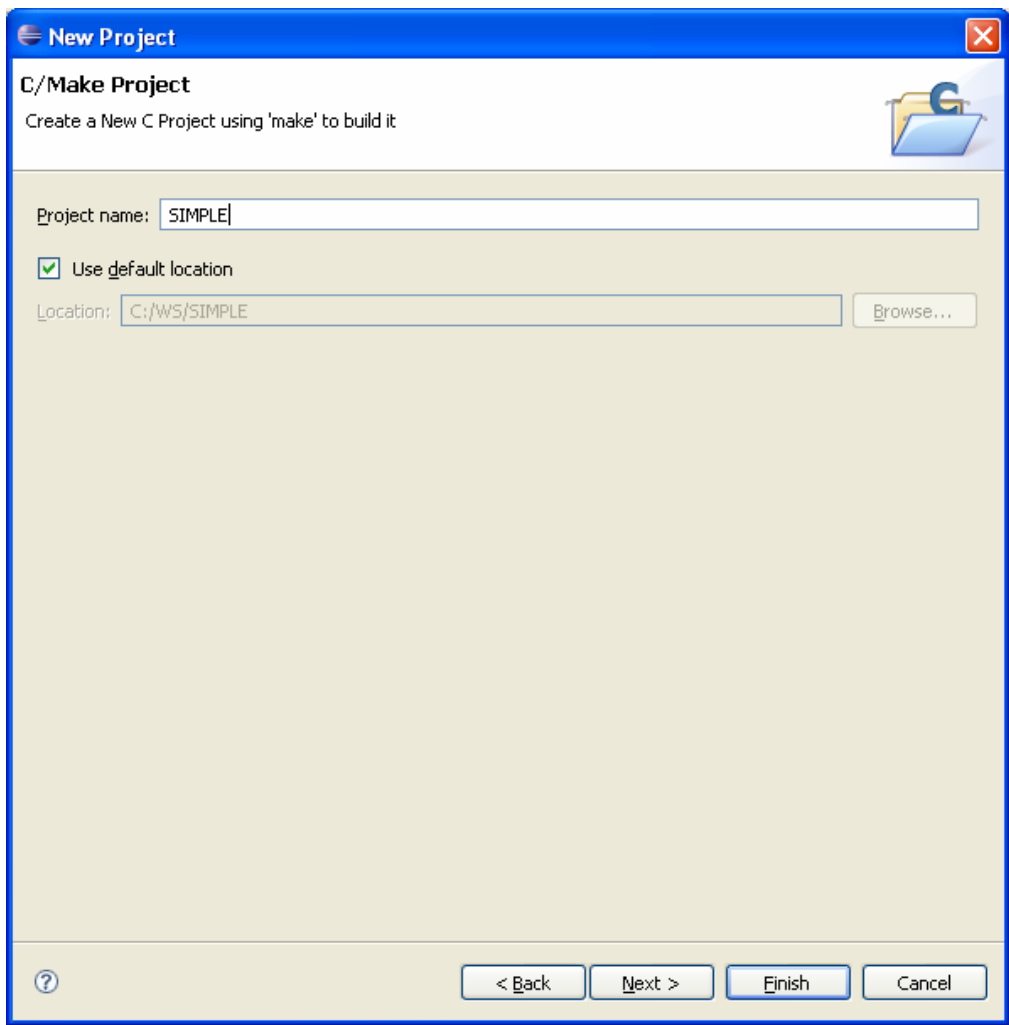 New Project
C/Make Project
Create a New C Project using 'make' to build it
C
Project name: SIMPLE
Use default location
Location: C:/WS/SIMPLE Browse...
? < Back Next > Finish Cancel